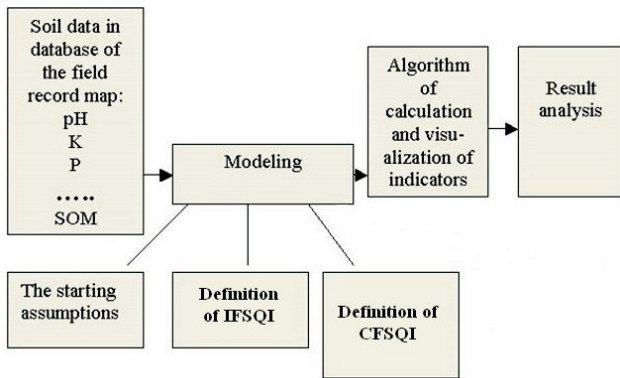 Soil data in
database of
the field
record map:
pH
K
P
.....
SOM
Modeling
Algorithm
of
calculation
and visu-
alization of
indicators
Result
analysis
The starting
assumptions
Definition
of IFSQI
Definition of
CFSQI